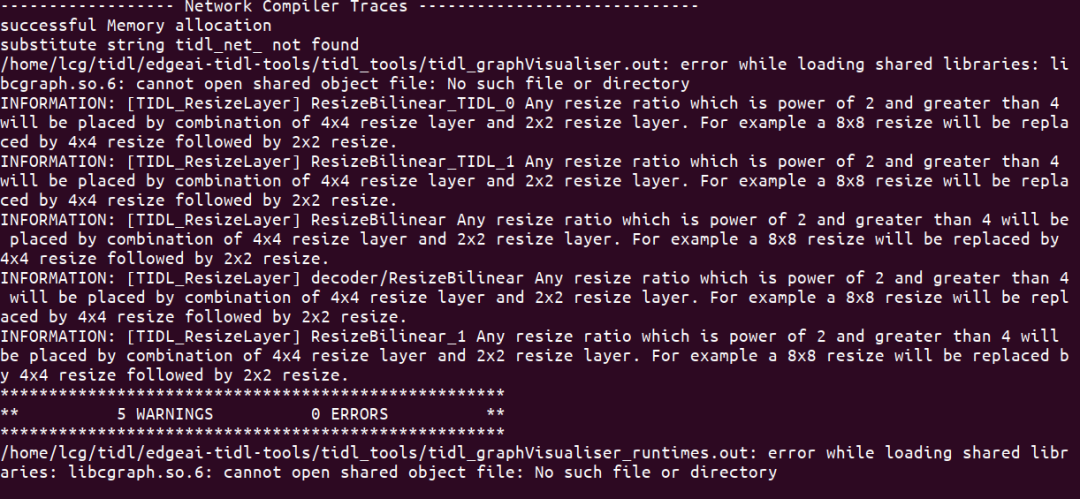 ------------------ Network Compiler Traces -----------------------------
successful Memory allocation
substitute string tidl_net_ not found
/home/lcg/tidl/edgeai-tidl-tools/tidl_tools/tidl_graphVisualiser.out: error while loading shared libraries: li
bcgraph.so.6: cannot open shared object file: No such file or directory
INFORMATION: [TIDL_ResizeLayer] ResizeBilinear_TIDL_0 Any resize ratio which is power of 2 and greater than 4
will be placed by combination of 4x4 resize layer and 2x2 resize layer. For example a 8x8 resize will be repla
ced by 4x4 resize followed by 2x2 resize.
INFORMATION: [TIDL_ResizeLayer] ResizeBilinear_TIDL_1 Any resize ratio which is power of 2 and greater than 4
will be placed by combination of 4x4 resize layer and 2x2 resize layer. For example a 8x8 resize will be repla
ced by 4x4 resize followed by 2x2 resize.
INFORMATION: [TIDL_ResizeLayer] ResizeBilinear Any resize ratio which is power of 2 and greater than 4 will be
 placed by combination of 4x4 resize layer and 2x2 resize layer. For example a 8x8 resize will be replaced by
4x4 resize followed by 2x2 resize.
INFORMATION: [TIDL_ResizeLayer] decoder/ResizeBilinear Any resize ratio which is power of 2 and greater than 4
 will be placed by combination of 4x4 resize layer and 2x2 resize layer. For example a 8x8 resize will be repl
aced by 4x4 resize followed by 2x2 resize.
INFORMATION: [TIDL_ResizeLayer] ResizeBilinear_1 Any resize ratio which is power of 2 and greater than 4 will
be placed by combination of 4x4 resize layer and 2x2 resize layer. For example a 8x8 resize will be replaced b
y 4x4 resize followed by 2x2 resize.
****************************************************
**          5 WARNINGS          0 ERRORS          **
****************************************************
/home/lcg/tidl/edgeai-tidl-tools/tidl_tools/tidl_graphVisualiser_runtimes.out: error while loading shared libr
aries: libcgraph.so.6: cannot open shared object file: No such file or directory